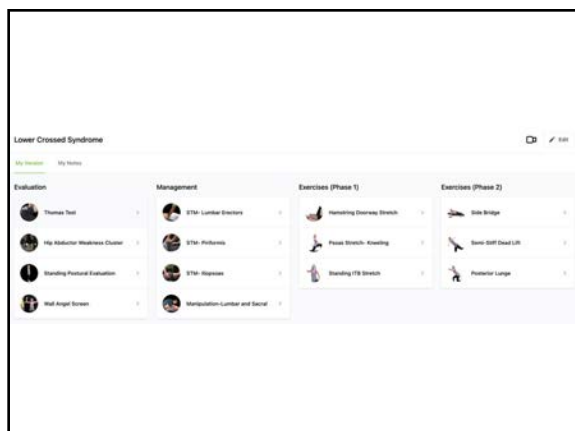 Lower Crossed Syndrome
Edit
My Version
My Notes
Evaluation
Thomas Test
Hip Abductor Weakness Cluster
Standing Postural Evaluation
Wall Angel Screen
Management
STM- Lumbar Erectors
STM- Piriformis
STM- Iliopsoas
Manipulation-Lumbar and Sacral
Exercises (Phase 1)
Hamstring Doorway Stretch
Psoas Stretch- Kneeling
Standing ITB Stretch
Exercises (Phase 2)
Side Bridge
Semi-Stiff Dead Lift
Posterior Lunge